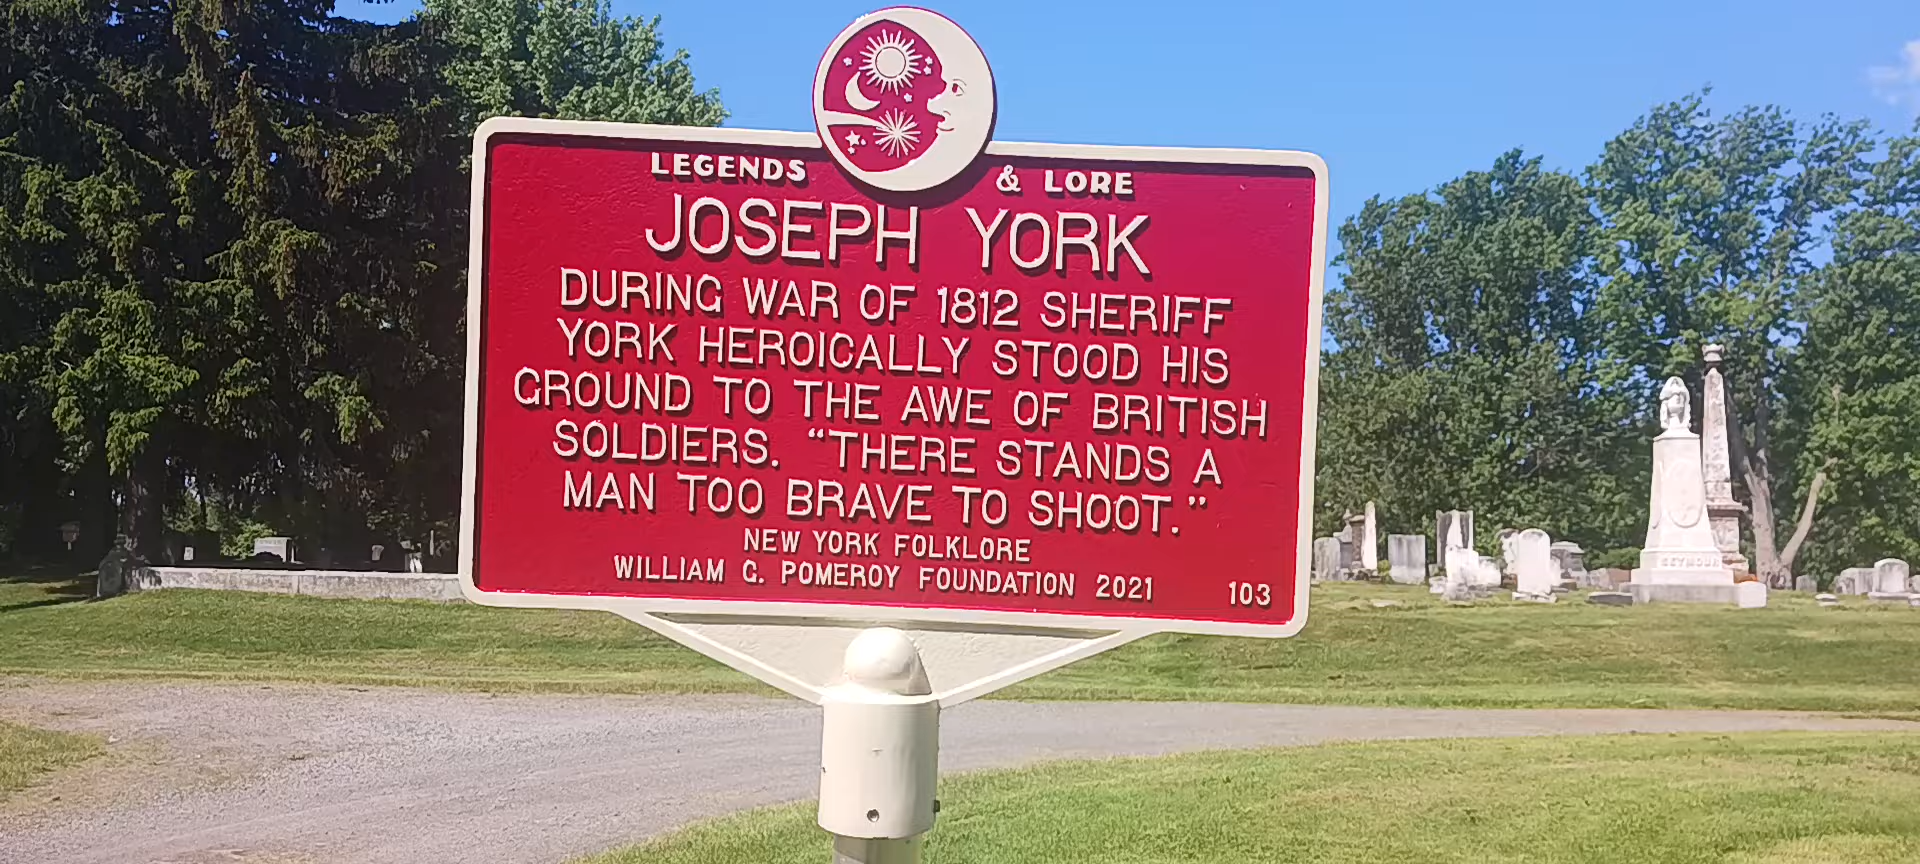 LEGENDS & LORE
JOSEPH YORK
DURING WAR OF 1812 SHERIFF
YORK HEROICALLY STOOD HIS
GROUND TO THE AWE OF BRITISH
SOLDIERS. “THERE STANDS A
MAN TOO BRAVE TO SHOOT.”
NEW YORK FOLKLORE
WILLIAM G. POMEROY FOUNDATION 2021 103
SEYMOUR